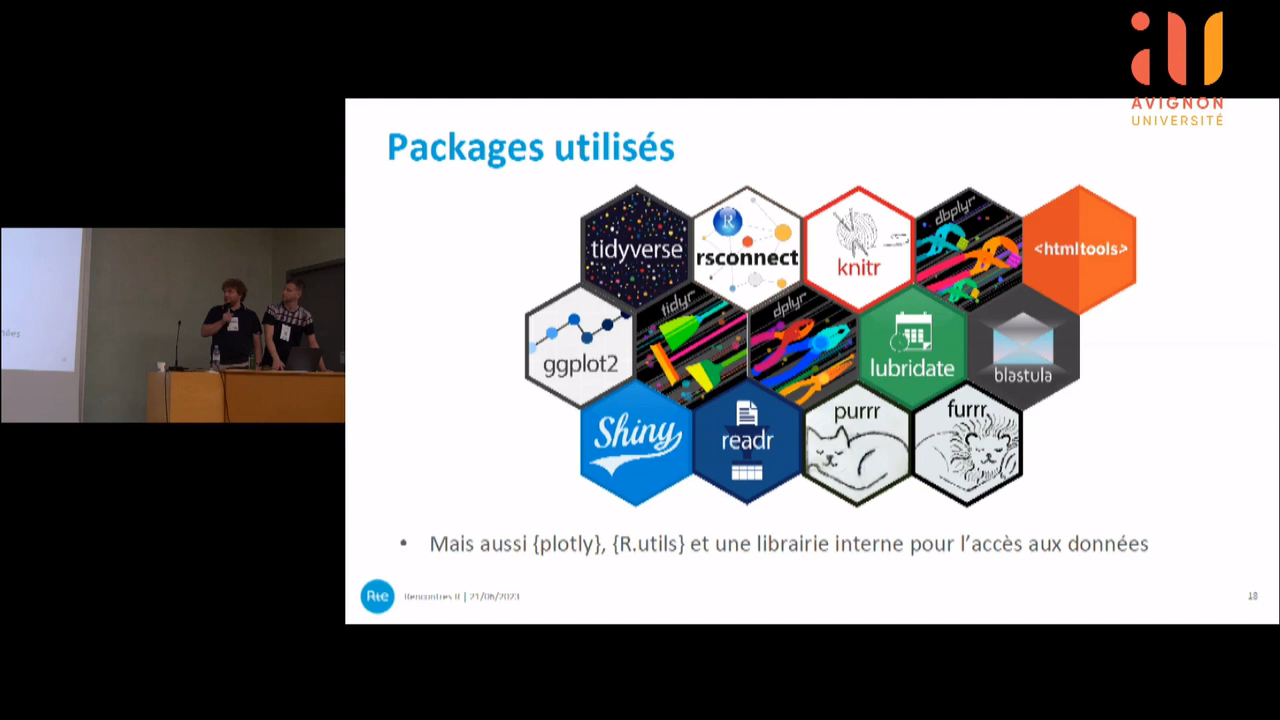 AVIGNON
UNIVERSITÉ
Packages utilisés
tidyverse
rsconnect
R
knitr
dbplyr
<htmltools>
ggplot2
tidyr
dplyr
lubridate
blastula
Shiny
readr
purrr
furrr
• Mais aussi {plotly}, {R.utils} et une librairie interne pour l'accès aux données
Rte
Rencontres R | 21/06/2023
18